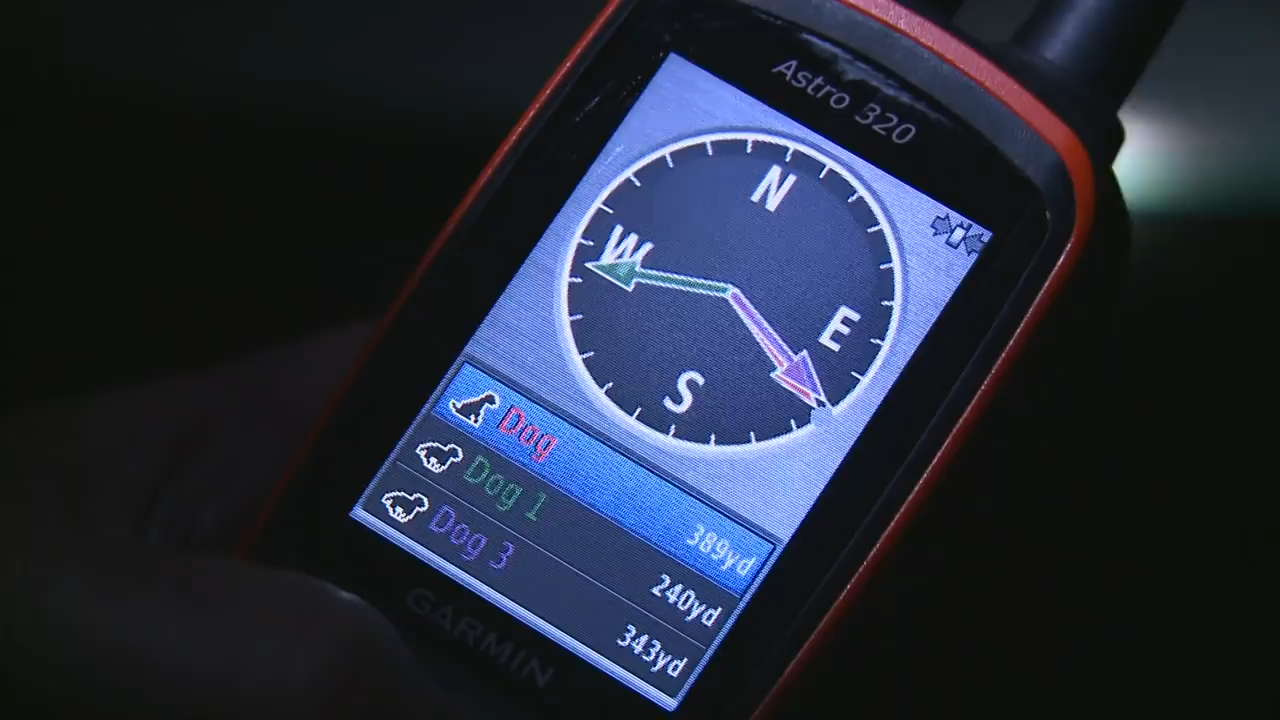 Astro 320
N
W
E
S
Dog 389yd
Dog 1 240yd
Dog 3 343yd
GARMIN